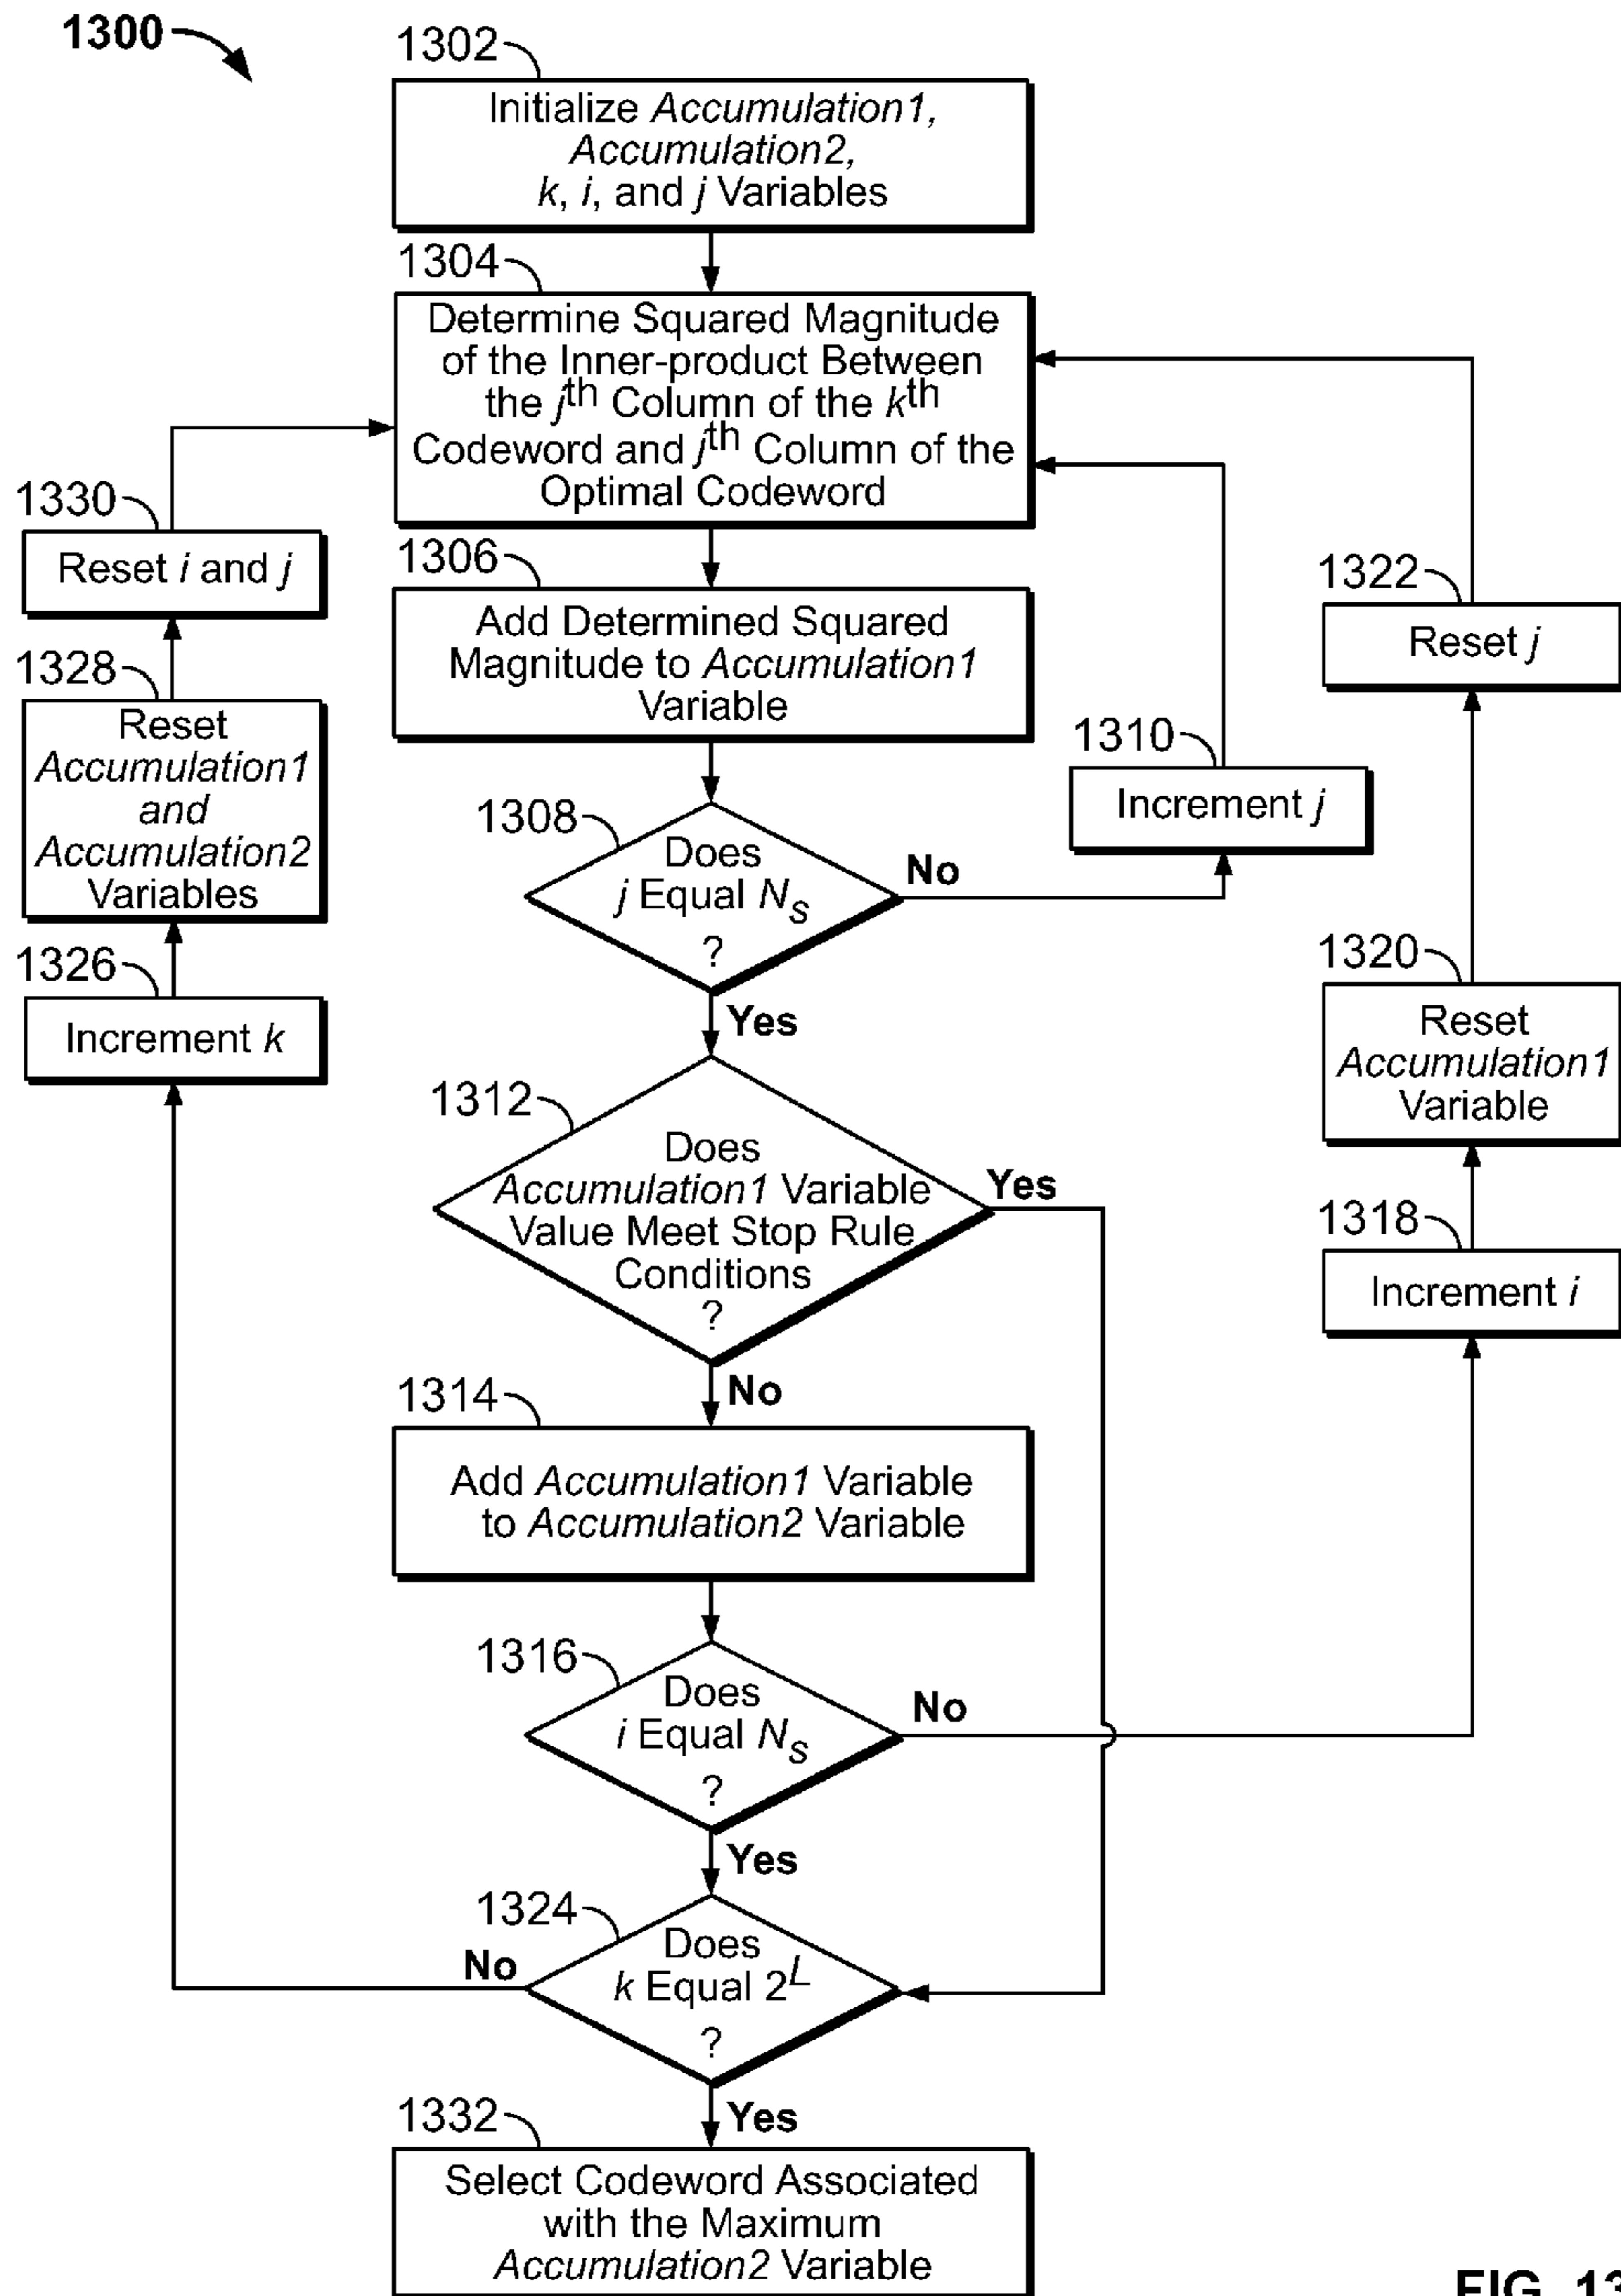 1300
1302
Initialize Accumulation1,
Accumulation2,
k, i, and j Variables
1304
Determine Squared Magnitude
of the Inner-product Between
the jth Column of the kth
Codeword and jth Column of the
Optimal Codeword
1306
Add Determined Squared
Magnitude to Accumulation1
Variable
1308
Does
j Equal NS
?
No
Yes
1310
Increment j
1312
Does
Accumulation1 Variable
Value Meet Stop Rule
Conditions
?
Yes
No
1314
Add Accumulation1 Variable
to Accumulation2 Variable
1316
Does
i Equal NS
?
No
Yes
1318
Increment i
1320
Reset
Accumulation1
Variable
1322
Reset j
1324
Does
k Equal 2L
?
No
Yes
1326
Increment k
1328
Reset
Accumulation1
and
Accumulation2
Variables
1330
Reset i and j
1332
Select Codeword Associated
with the Maximum
Accumulation2 Variable
FIG. 13